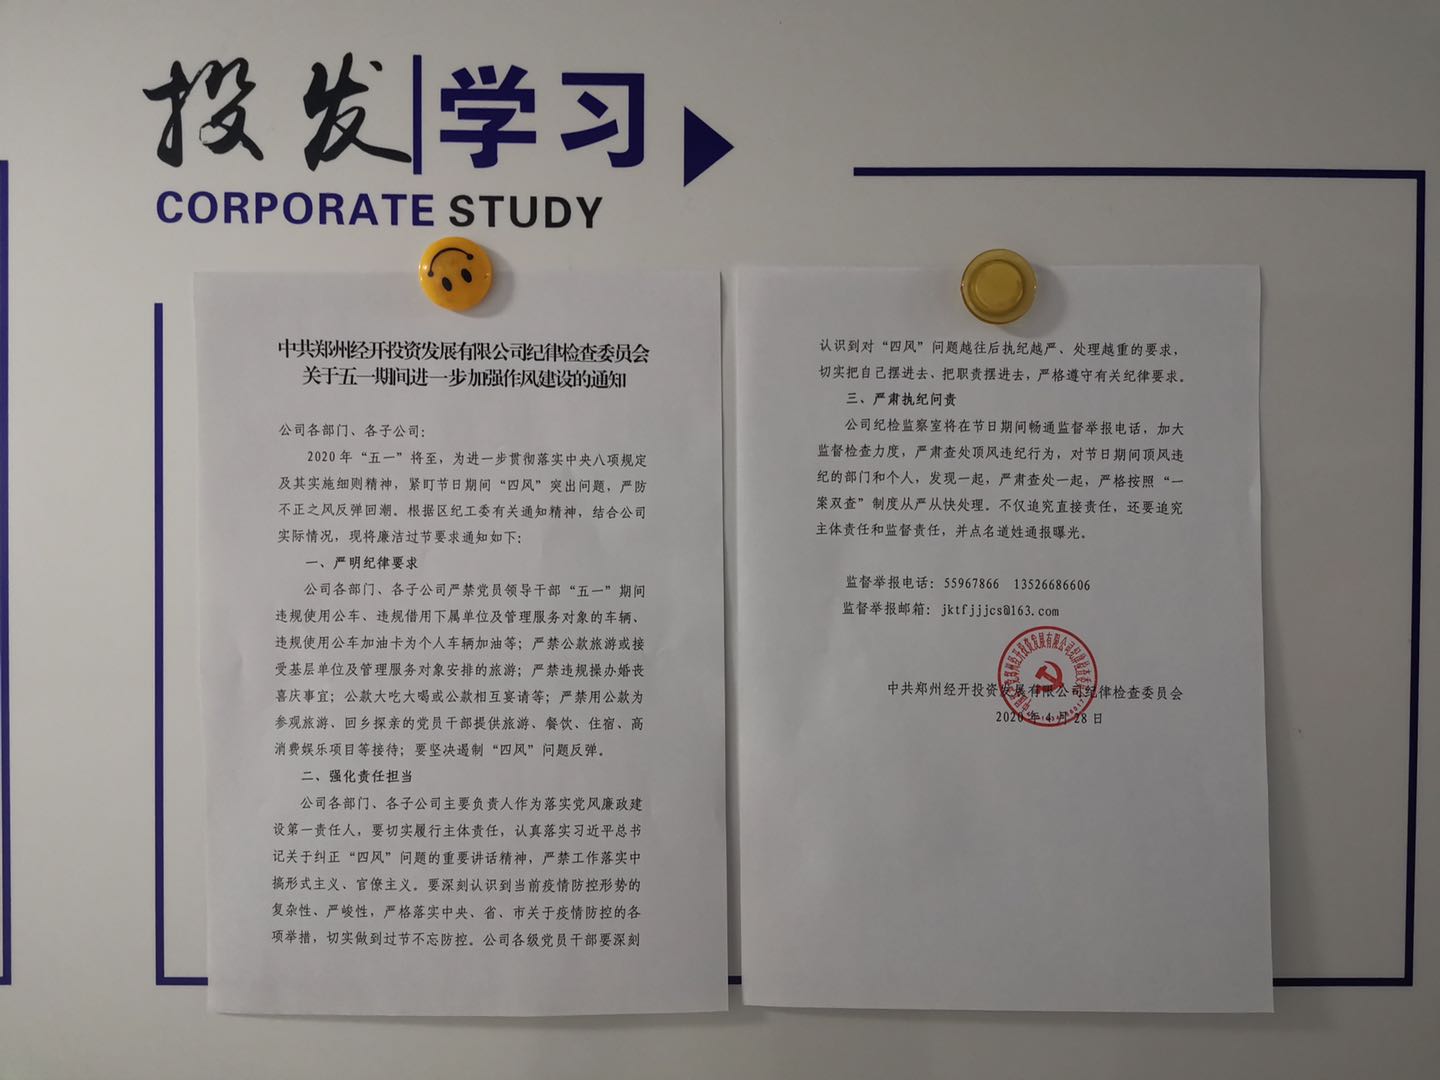 投发 学习
CORPORATE STUDY
中共郑州经开投资发展有限公司纪律检查委员会
关于五一期间进一步加强作风建设的通知
公司各部门、各子公司：
2020年“五一”将至，为进一步贯彻落实中央八项规定
及其实施细则精神，紧盯节日期间“四风”突出问题，严防
不正之风反弹回潮。根据区纪工委有关通知精神，结合公司
实际情况，现将廉洁过节要求通知如下：
一、严明纪律要求
公司各部门、各子公司严禁党员领导干部“五一”期间
违规使用公车、违规借用下属单位及管理服务对象的车辆、
违规使用公车加油卡为个人车辆加油等；严禁公款旅游或接
受基层单位及管理服务对象安排的旅游；严禁违规操办婚丧
喜庆事宜；公款大吃大喝或公款相互宴请等；严禁用公款为
参观旅游、回乡探亲的党员干部提供旅游、餐饮、住宿、高
消费娱乐项目等接待；要坚决遏制“四风”问题反弹。
二、强化责任担当
公司各部门、各子公司主要负责人作为落实党风廉政建
设第一责任人，要切实履行主体责任，认真落实习近平总书
记关于纠正“四风”问题的重要讲话精神，严禁工作落实中
搞形式主义、官僚主义。要深刻认识到当前疫情防控形势的
复杂性、严峻性，严格落实中央、省、市关于疫情防控的各
项举措，切实做到过节不忘防控。公司各级党员干部要深刻
认识到对“四风”问题越往后执纪越严、处理越重的要求，
切实把自己摆进去、把职责摆进去，严格遵守有关纪律要求。
三、严肃执纪问责
公司纪检监察室将在节日期间畅通监督举报电话，加大
监督检查力度，严肃查处顶风违纪行为，对节日期间顶风违
纪的部门和个人，发现一起，严肃查处一起，严格按照“一
案双查”制度从严从快处理。不仅追究直接责任，还要追究
主体责任和监督责任，并点名道姓通报曝光。
监督举报电话：55967866 13526686606
监督举报邮箱：jktfjjjcs@163.com
中共郑州经开投资发展有限公司纪律检查委员会
2020年4月28日